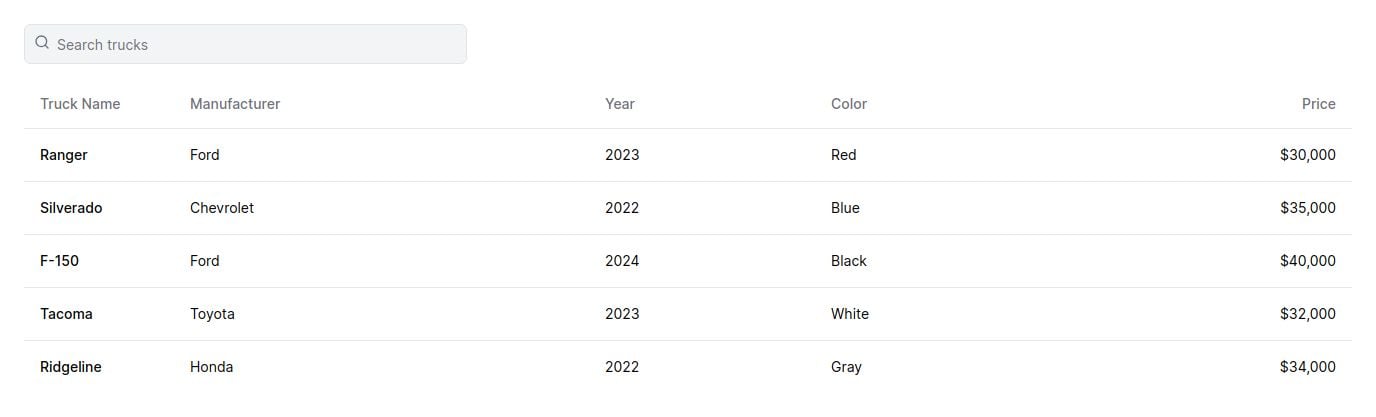 Search trucks
Truck Name Manufacturer Year Color Price
Ranger Ford 2023 Red $30,000
Silverado Chevrolet 2022 Blue $35,000
F-150 Ford 2024 Black $40,000
Tacoma Toyota 2023 White $32,000
Ridgeline Honda 2022 Gray $34,000